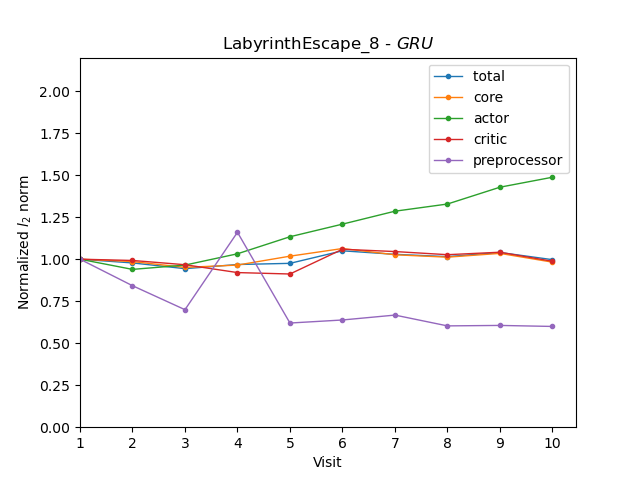 LabyrinthEscape_8 - GRU
total
core
actor
critic
preprocessor
Normalized l2 norm
2.00
1.75
1.50
1.25
1.00
0.75
0.50
0.25
0.00
1 2 3 4 5 6 7 8 9 10
Visit